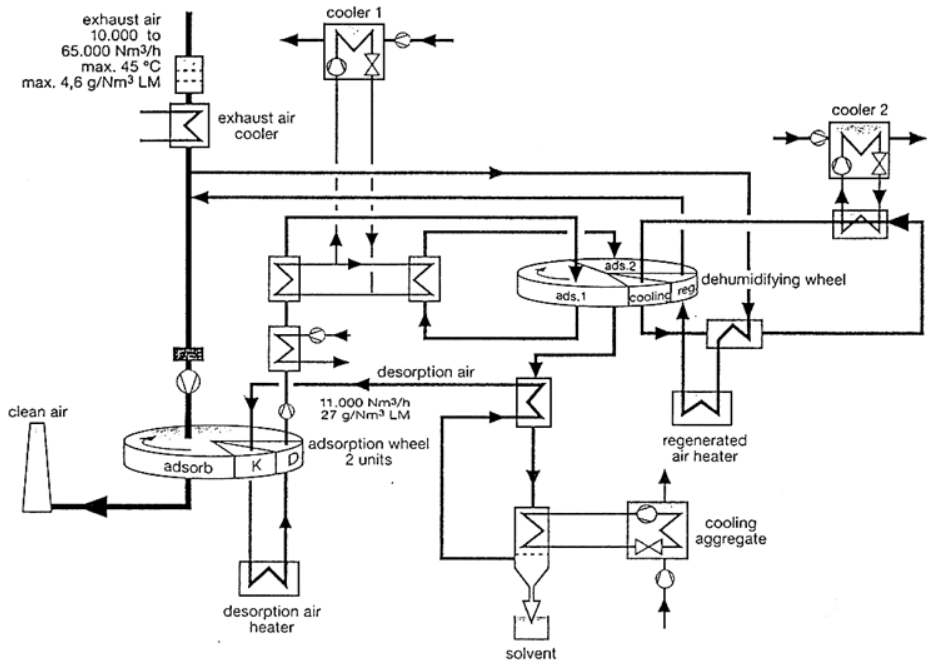 exhaust air
10.000 to
65.000 Nm³/h
max. 45 °C
max. 4,6 g/Nm³ LM
cooler 1
exhaust air
cooler
cooler 2
ads.2
ads.1
cooling
reg.
dehumidifying wheel
desorption air
11.000 Nm³/h
27 g/Nm³ LM
regenerated
air heater
clean air
adsorb
K
D
adsorption wheel
2 units
cooling
aggregate
desorption air
heater
solvent